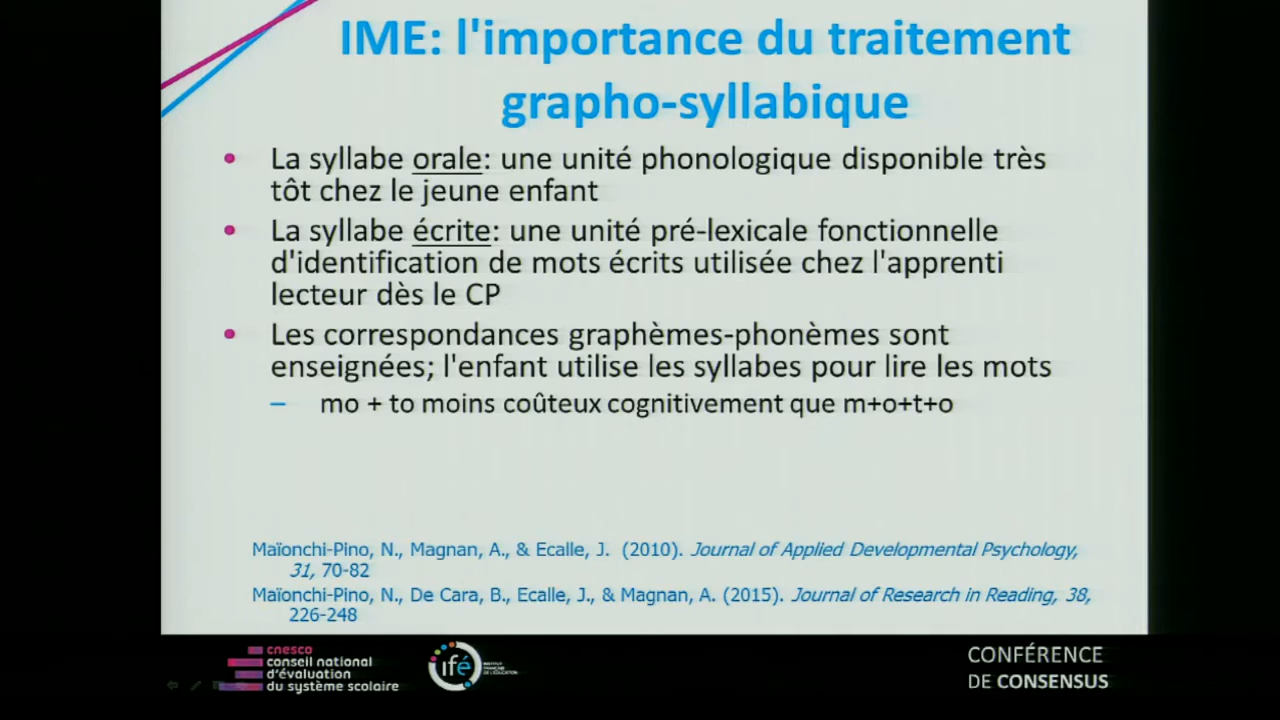 IME: l'importance du traitement
grapho-syllabique
• La syllabe orale: une unité phonologique disponible très
tôt chez le jeune enfant
• La syllabe écrite: une unité pré-lexicale fonctionnelle
d'identification de mots écrits utilisée chez l'apprenti
lecteur dès le CP
• Les correspondances graphèmes-phonèmes sont
enseignées; l'enfant utilise les syllabes pour lire les mots
– mo + to moins coûteux cognitivement que m+o+t+o
Maïonchi-Pino, N., Magnan, A., & Ecalle, J. (2010). Journal of Applied Developmental Psychology,
31, 70-82
Maïonchi-Pino, N., De Cara, B., Ecalle, J., & Magnan, A. (2015). Journal of Research in Reading, 38,
226-248
cnesco
conseil national
d'évaluation
du système scolaire
ifé
INSTITUT
FRANÇAIS
DE L'ÉDUCATION
CONFÉRENCE
DE CONSENSUS